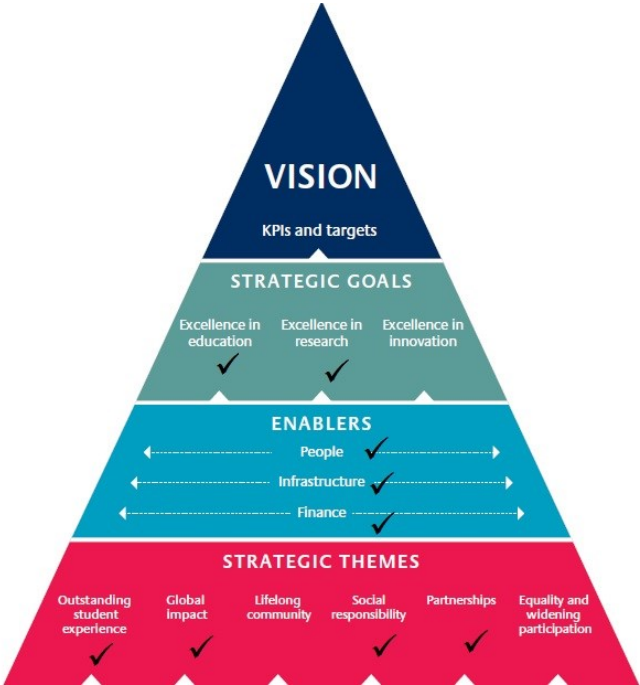 VISION
KPIs and targets
STRATEGIC GOALS
Excellence in education
Excellence in research
Excellence in innovation
ENABLERS
People
Infrastructure
Finance
STRATEGIC THEMES
Outstanding student experience
Global impact
Lifelong community
Social responsibility
Partnerships
Equality and widening participation